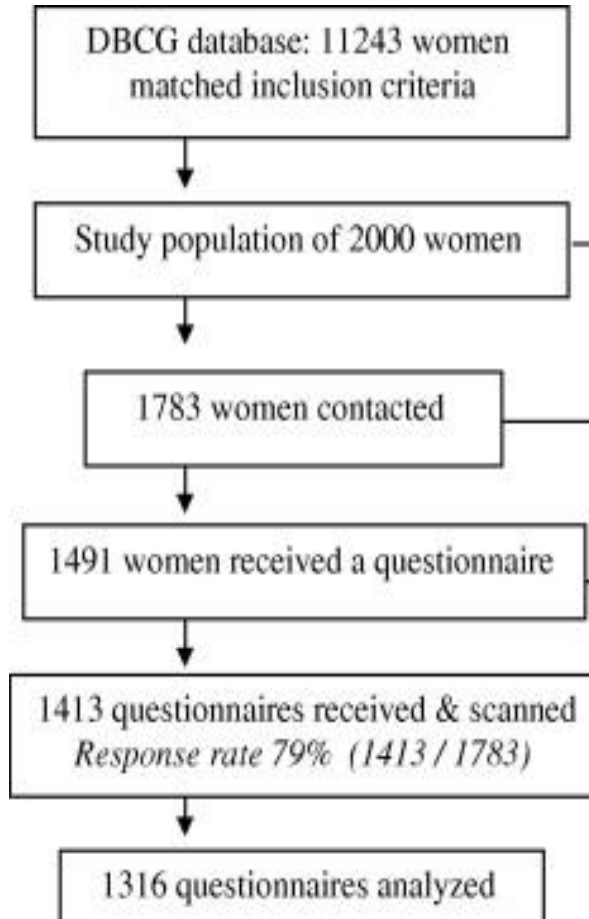 DBCG database: 11243 women
matched inclusion criteria
Study population of 2000 women
1783 women contacted
1491 women received a questionnaire
1413 questionnaires received & scanned
Response rate 79% (1413 / 1783)
1316 questionnaires analyzed